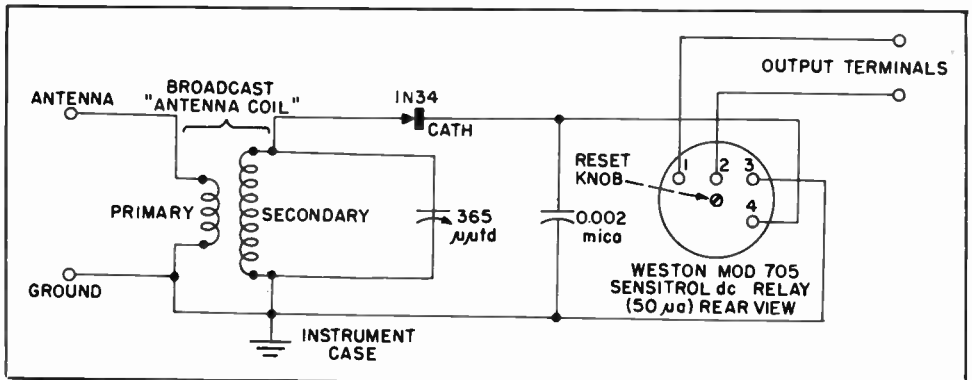 ANTENNA
BROADCAST
"ANTENNA COIL"
1N34
CATH
OUTPUT TERMINALS
RESET
KNOB
1
2
3
4
PRIMARY
SECONDARY
365
μμfd
0.002
mica
GROUND
WESTON MOD 705
SENSITROL dc RELAY
(50 μa) REAR VIEW
INSTRUMENT
CASE